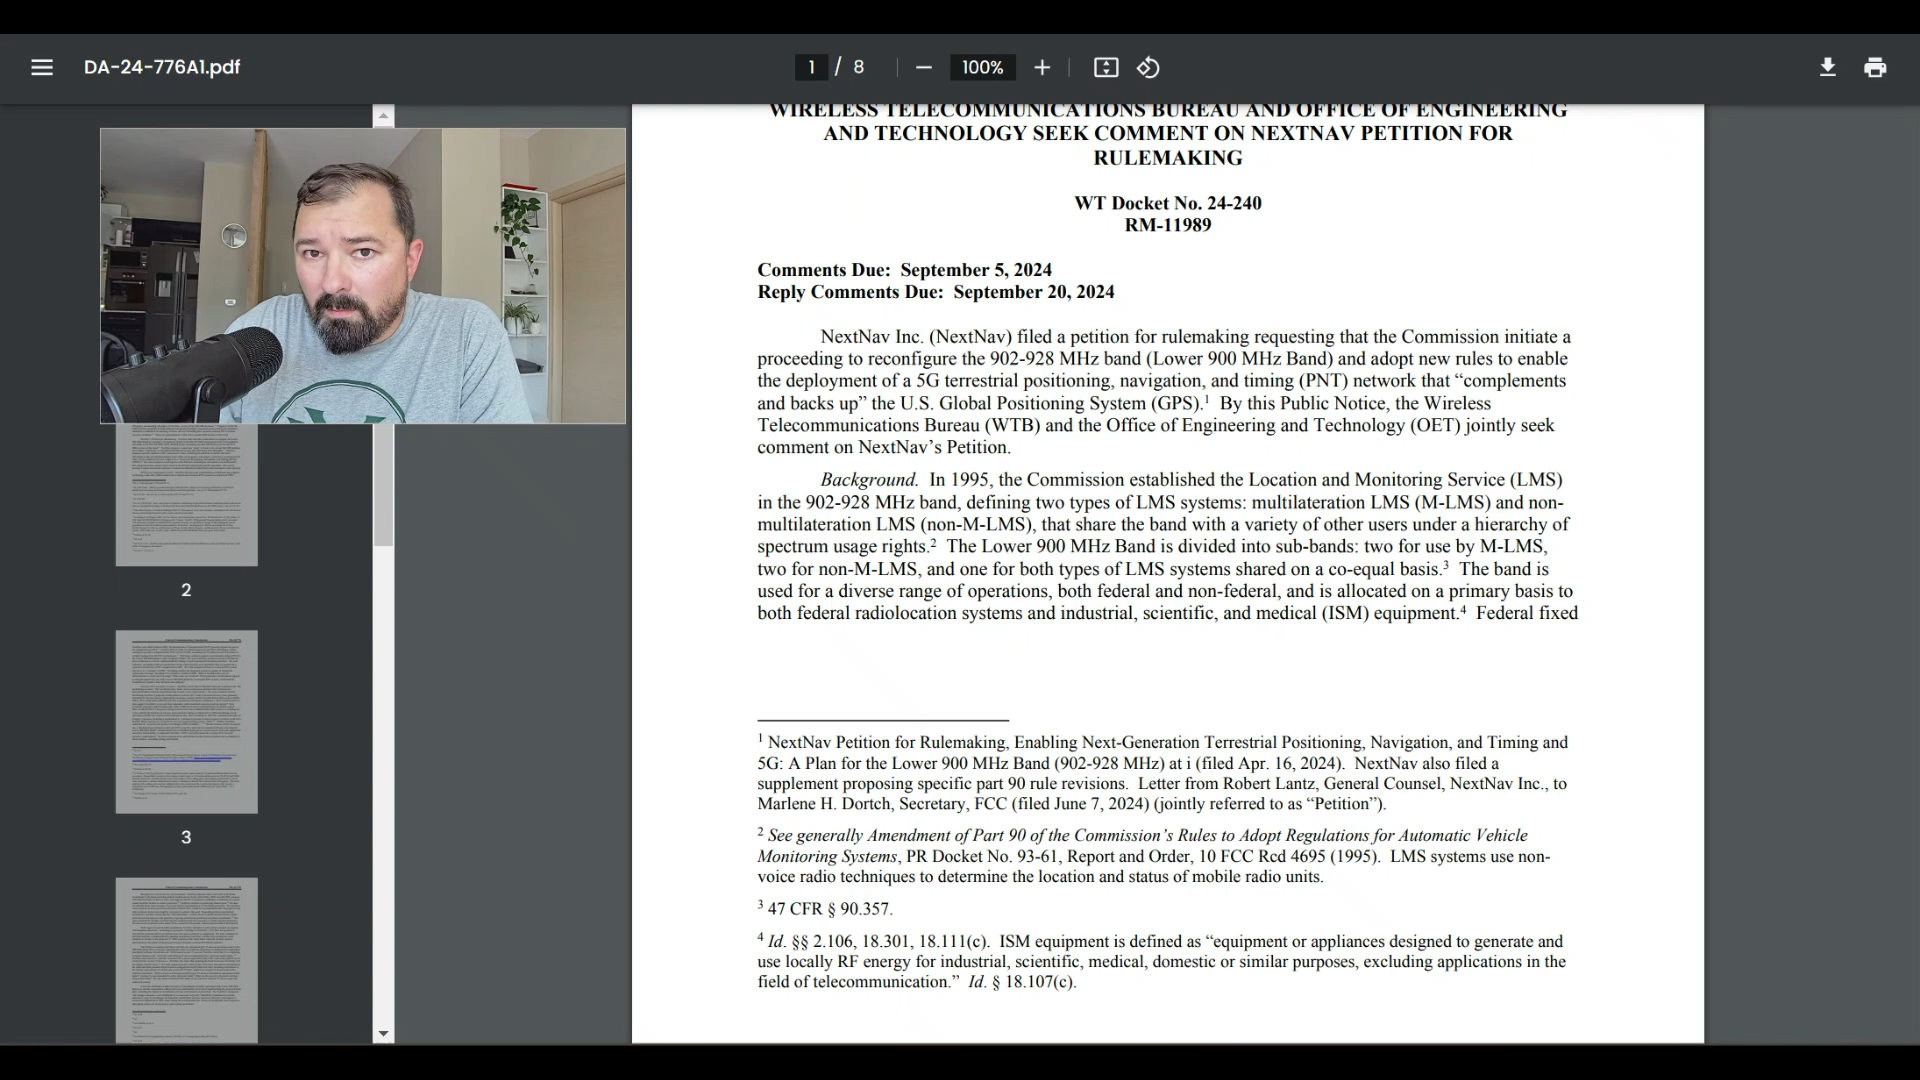 DA-24-776A1.pdf
1 / 8
100%
WIRELESS TELECOMMUNICATIONS BUREAU AND OFFICE OF ENGINEERING
AND TECHNOLOGY SEEK COMMENT ON NEXTNAV PETITION FOR
RULEMAKING
WT Docket No. 24-240
RM-11989
Comments Due: September 5, 2024
Reply Comments Due: September 20, 2024
NextNav Inc. (NextNav) filed a petition for rulemaking requesting that the Commission initiate a
proceeding to reconfigure the 902-928 MHz band (Lower 900 MHz Band) and adopt new rules to enable
the deployment of a 5G terrestrial positioning, navigation, and timing (PNT) network that “complements
and backs up” the U.S. Global Positioning System (GPS).1 By this Public Notice, the Wireless
Telecommunications Bureau (WTB) and the Office of Engineering and Technology (OET) jointly seek
comment on NextNav’s Petition.
Background. In 1995, the Commission established the Location and Monitoring Service (LMS)
in the 902-928 MHz band, defining two types of LMS systems: multilateration LMS (M-LMS) and non-
multilateration LMS (non-M-LMS), that share the band with a variety of other users under a hierarchy of
spectrum usage rights.2 The Lower 900 MHz Band is divided into sub-bands: two for use by M-LMS,
two for non-M-LMS, and one for both types of LMS systems shared on a co-equal basis.3 The band is
used for a diverse range of operations, both federal and non-federal, and is allocated on a primary basis to
both federal radiolocation systems and industrial, scientific, and medical (ISM) equipment.4 Federal fixed
1 NextNav Petition for Rulemaking, Enabling Next-Generation Terrestrial Positioning, Navigation, and Timing and
5G: A Plan for the Lower 900 MHz Band (902-928 MHz) at i (filed Apr. 16, 2024). NextNav also filed a
supplement proposing specific part 90 rule revisions. Letter from Robert Lantz, General Counsel, NextNav Inc., to
Marlene H. Dortch, Secretary, FCC (filed June 7, 2024) (jointly referred to as “Petition”).
2 See generally Amendment of Part 90 of the Commission’s Rules to Adopt Regulations for Automatic Vehicle
Monitoring Systems, PR Docket No. 93-61, Report and Order, 10 FCC Rcd 4695 (1995). LMS systems use non-
voice radio techniques to determine the location and status of mobile radio units.
3 47 CFR § 90.357.
4 Id. §§ 2.106, 18.301, 18.111(c). ISM equipment is defined as “equipment or appliances designed to generate and
use locally RF energy for industrial, scientific, medical, domestic or similar purposes, excluding applications in the
field of telecommunication.” Id. § 18.107(c).
2
3